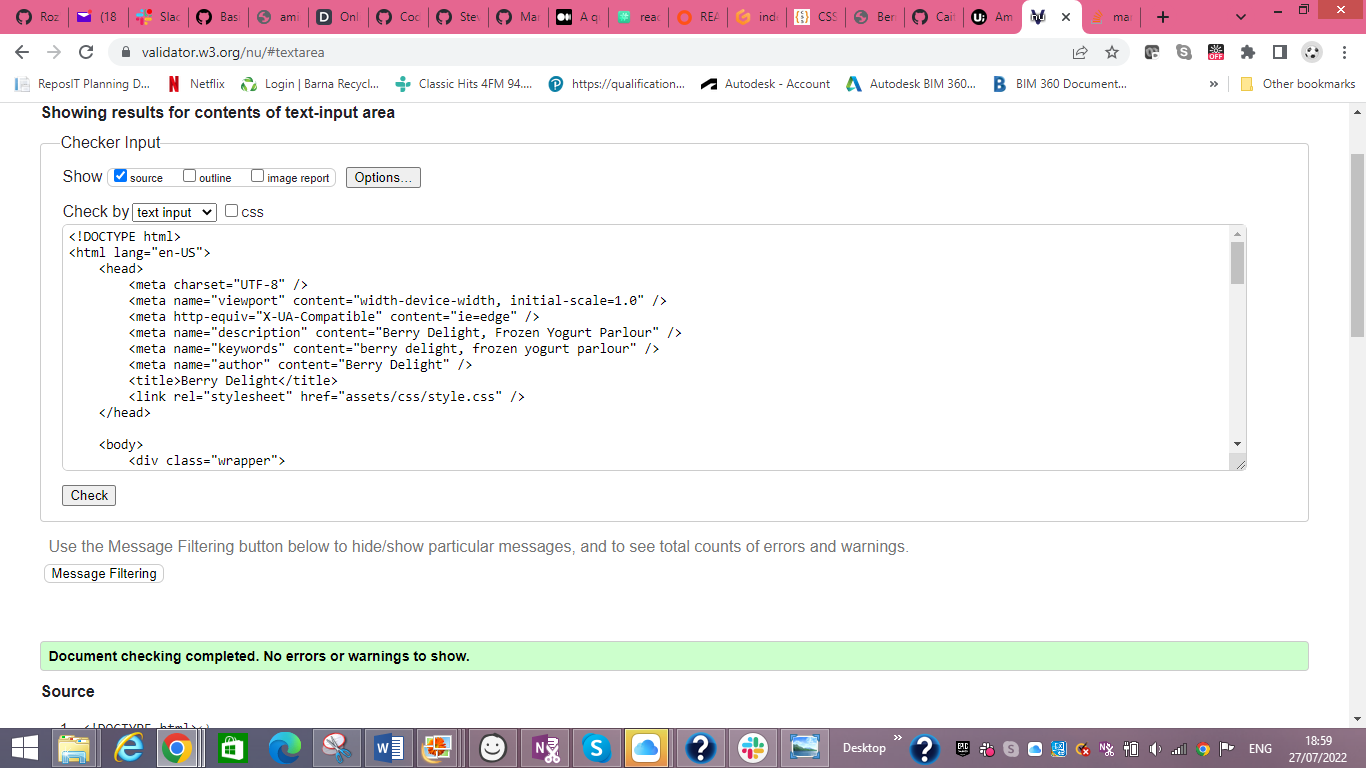 Roz
(18
Slac
Bas
ami
Onl
Coc
Stev
Mar
A q
reac
REA
ind
CSS
Ber
Cait
Am
mar
validator.w3.org/nu/#textarea
ReposIT Planning D...
Netflix
Login | Barna Recycl...
Classic Hits 4FM 94....
https://qualification...
Autodesk - Account
Autodesk BIM 360...
BIM 360 Document...
»
Other bookmarks
Showing results for contents of text-input area
Checker Input
Show source outline image report Options...
Check by text input css
<!DOCTYPE html>
<html lang="en-US">
<head>
<meta charset="UTF-8" />
<meta name="viewport" content="width-device-width, initial-scale=1.0" />
<meta http-equiv="X-UA-Compatible" content="ie=edge" />
<meta name="description" content="Berry Delight, Frozen Yogurt Parlour" />
<meta name="keywords" content="berry delight, frozen yogurt parlour" />
<meta name="author" content="Berry Delight" />
<title>Berry Delight</title>
<link rel="stylesheet" href="assets/css/style.css" />
</head>
<body>
<div class="wrapper">
Check
Use the Message Filtering button below to hide/show particular messages, and to see total counts of errors and warnings.
Message Filtering
Document checking completed. No errors or warnings to show.
Source
1. <!DOCTYPE html>
Desktop
»
ENG
18:59
27/07/2022